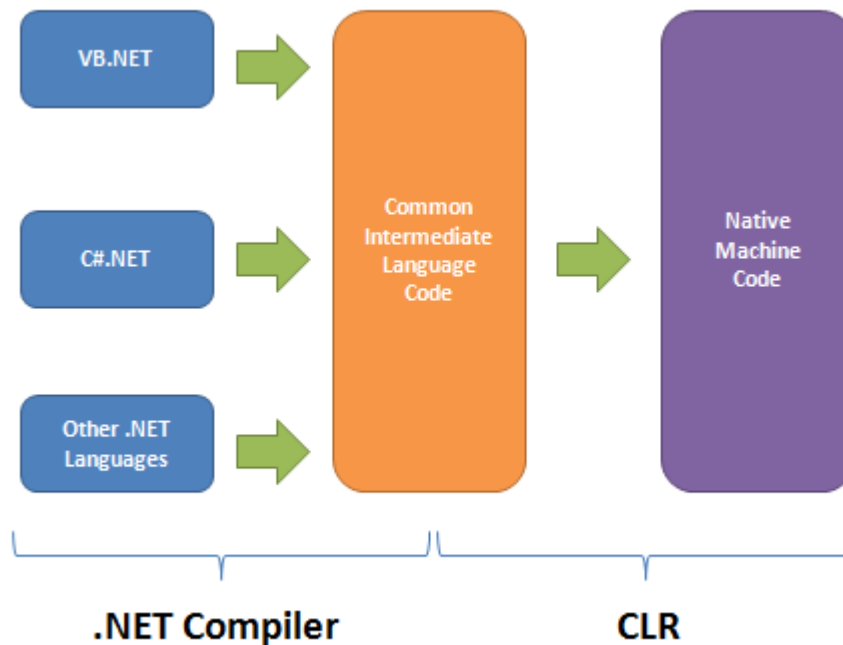 VB.NET
C#.NET
Other .NET
Languages
Common
Intermediate
Language
Code
Native
Machine
Code
.NET Compiler
CLR